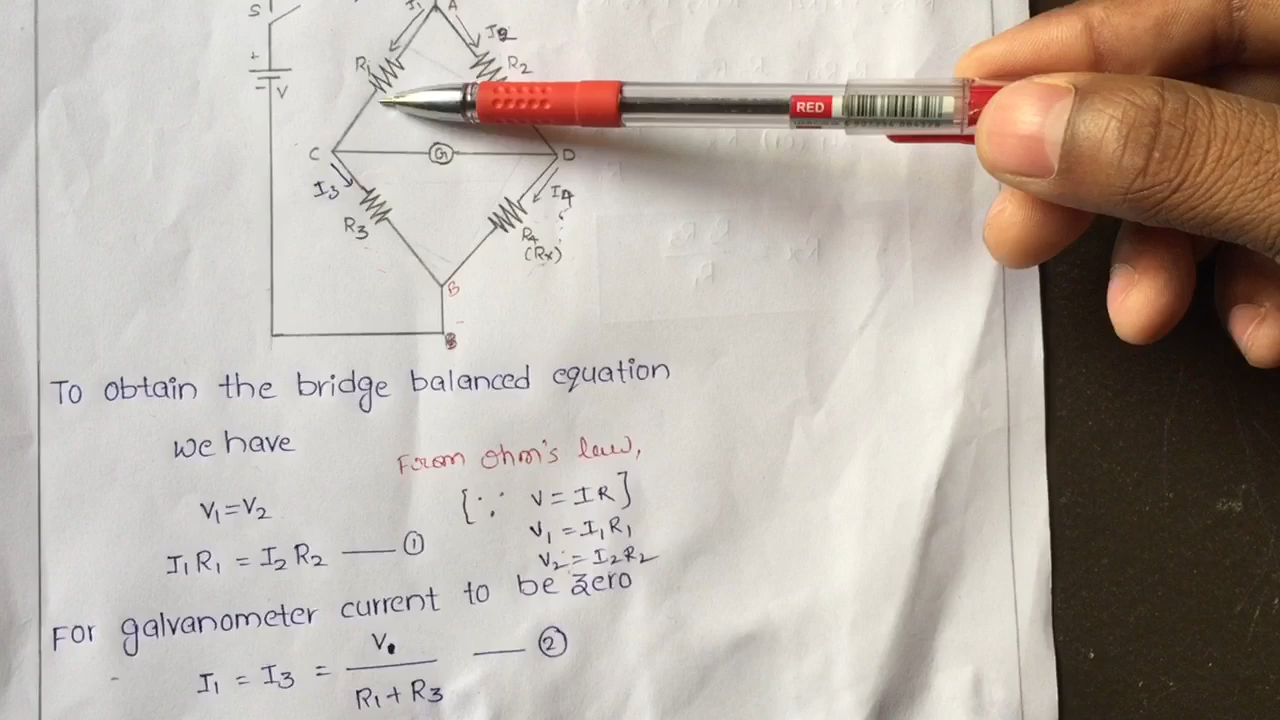 S
I1
A
I2
R1
R2
+
-
V
RED
C
G
D
I3
I4
R3
R4
(Rx)
B
B
To obtain the bridge balanced equation
we have
From ohm's law,
V1=V2
[∵ V = IR]
V1 = I1R1
I1R1 = I2R2 —— ①
V2 = I2R2
For galvanometer current to be zero
I1 = I3 = V / R1+R3 —— ②